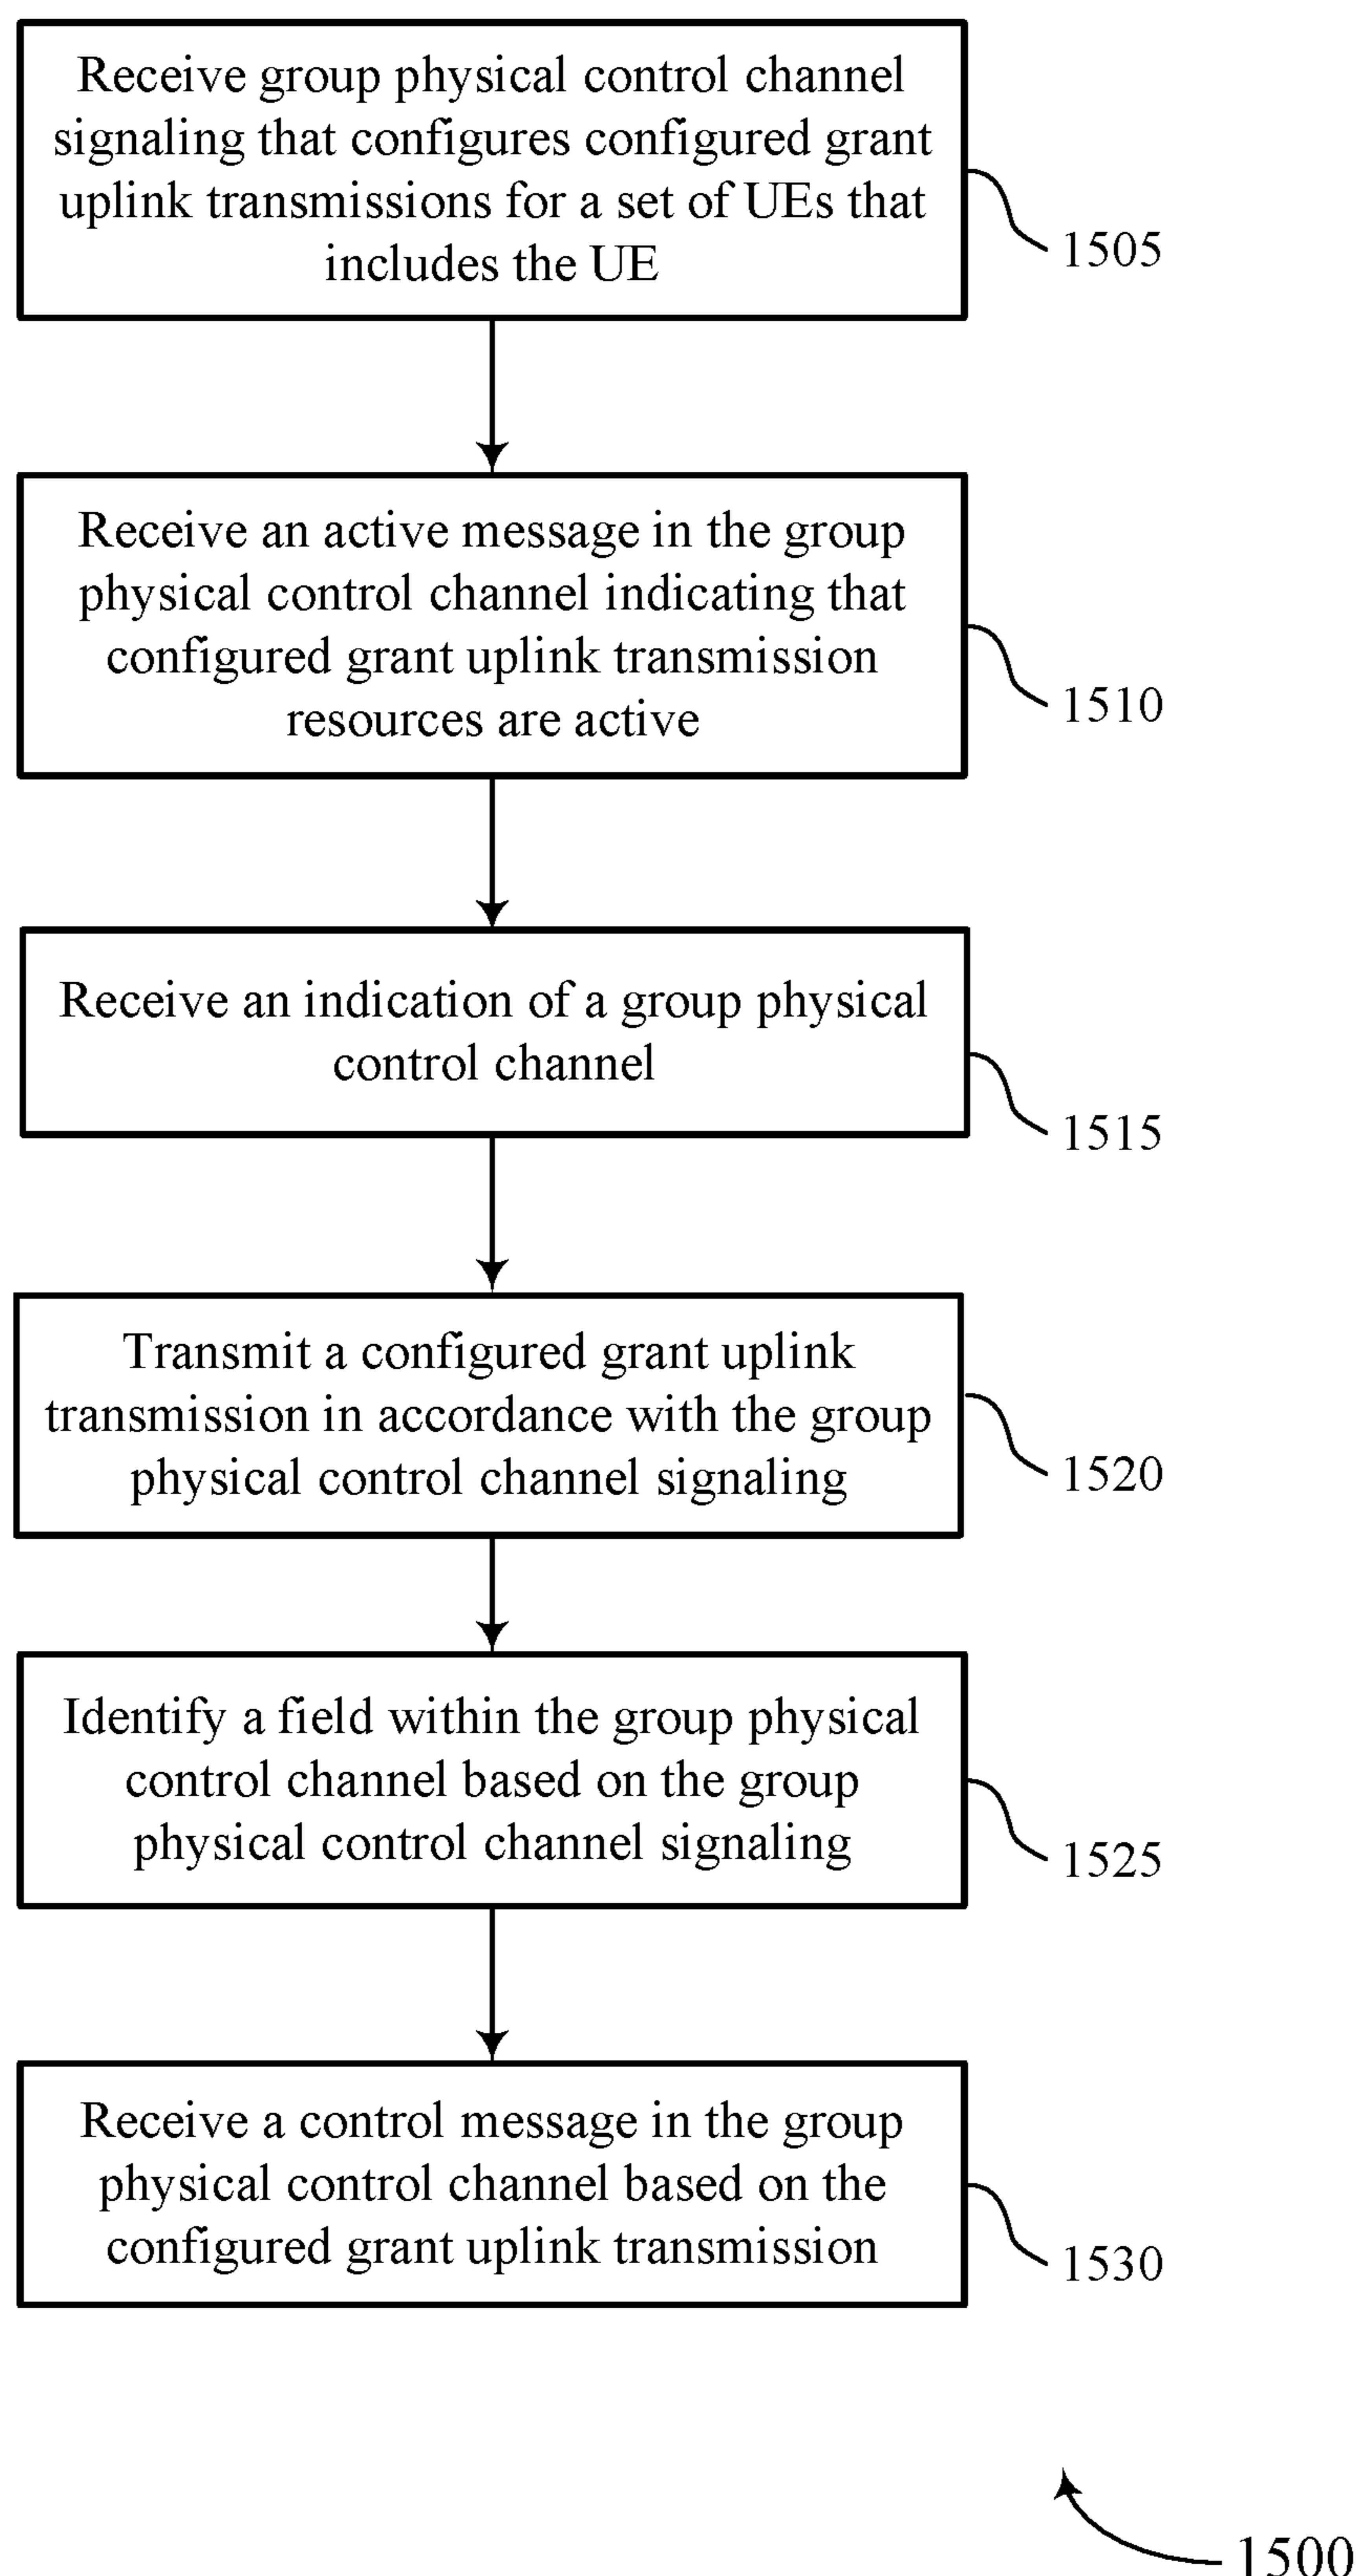 Receive group physical control channel
signaling that configures configured grant
uplink transmissions for a set of UEs that
includes the UE
1505
Receive an active message in the group
physical control channel indicating that
configured grant uplink transmission
resources are active
1510
Receive an indication of a group physical
control channel
1515
Transmit a configured grant uplink
transmission in accordance with the group
physical control channel signaling
1520
Identify a field within the group physical
control channel based on the group
physical control channel signaling
1525
Receive a control message in the group
physical control channel based on the
configured grant uplink transmission
1530
1500